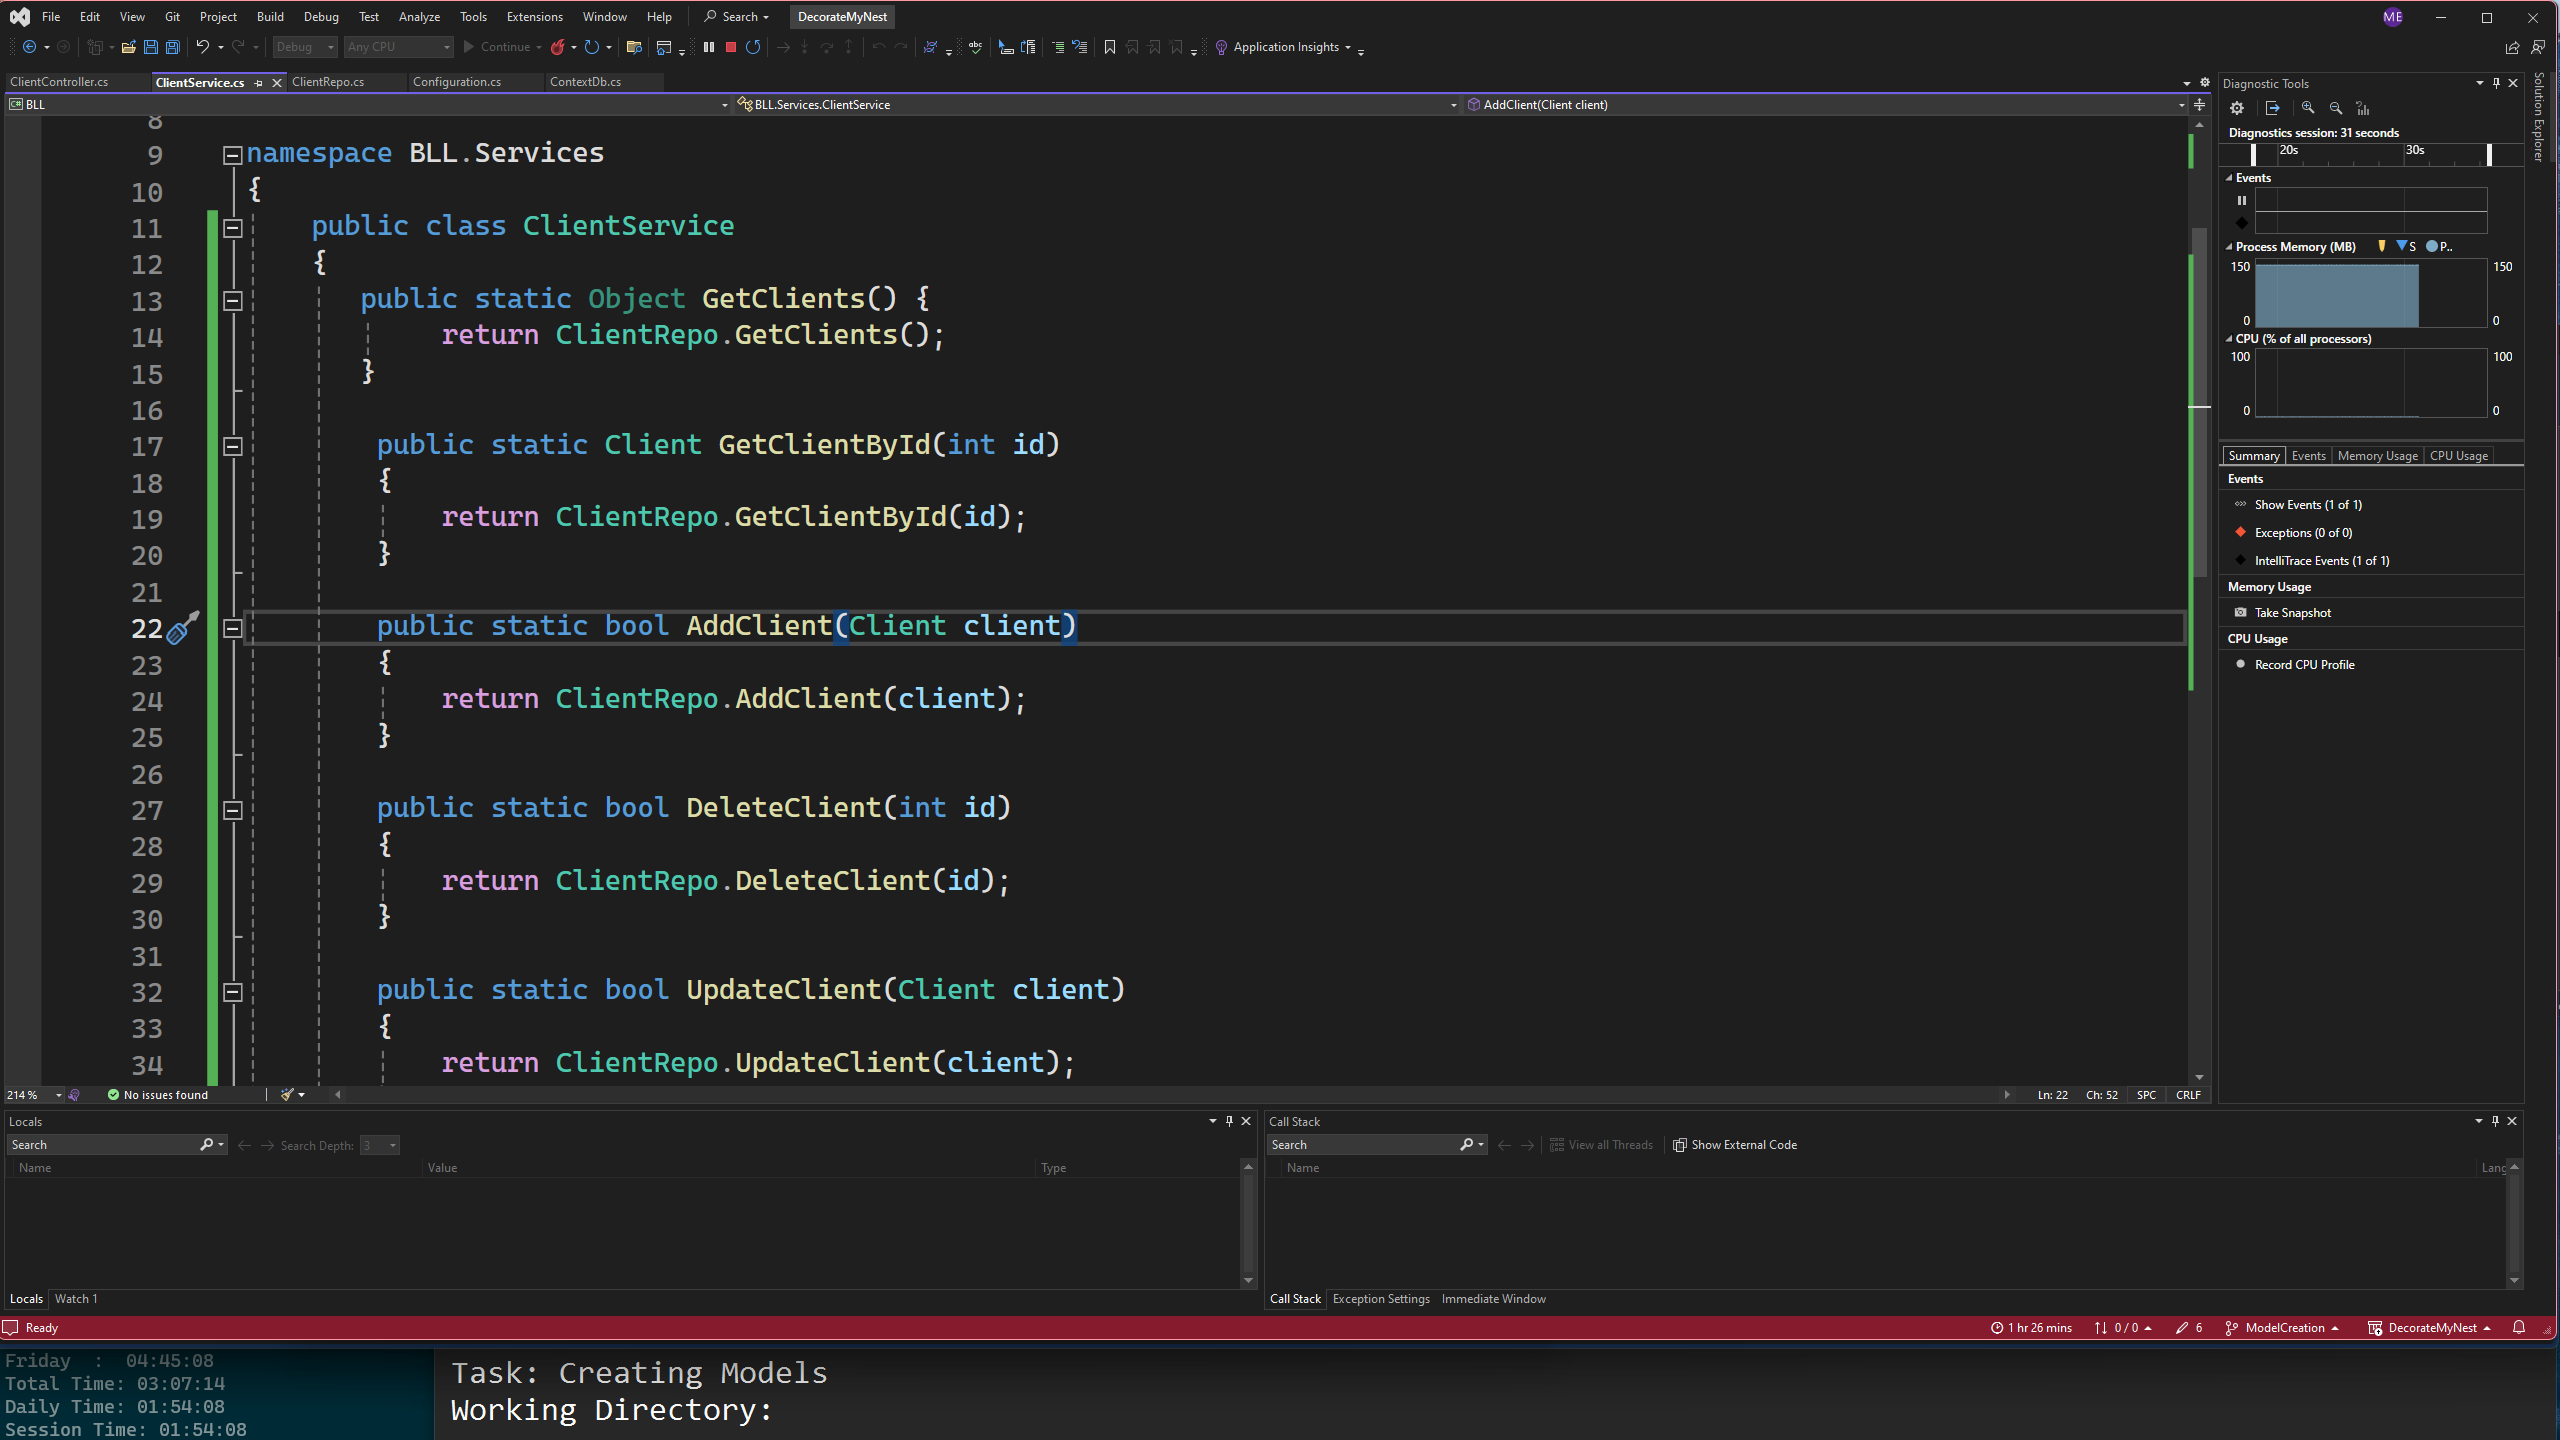 File Edit View Git Project Build Debug Test Analyze Tools Extensions Window Help Search DecorateMyNest ME
Debug Any CPU Continue Application Insights
ClientController.cs ClientService.cs ClientRepo.cs Configuration.cs ContextDb.cs
BLL BLL.Services.ClientService AddClient(Client client)
8
9 namespace BLL.Services
10 {
11 public class ClientService
12 {
13 public static Object GetClients() {
14 return ClientRepo.GetClients();
15 }
16
17 public static Client GetClientById(int id)
18 {
19 return ClientRepo.GetClientById(id);
20 }
21
22 public static bool AddClient(Client client)
23 {
24 return ClientRepo.AddClient(client);
25 }
26
27 public static bool DeleteClient(int id)
28 {
29 return ClientRepo.DeleteClient(id);
30 }
31
32 public static bool UpdateClient(Client client)
33 {
34 return ClientRepo.UpdateClient(client);
214 % No issues found Ln: 22 Ch: 52 SPC CRLF
Diagnostic Tools
Diagnostics session: 31 seconds
20s 30s
Events
Process Memory (MB) S P..
150 150
0 0
CPU (% of all processors)
100 100
0 0
Summary Events Memory Usage CPU Usage
Events
Show Events (1 of 1)
Exceptions (0 of 0)
IntelliTrace Events (1 of 1)
Memory Usage
Take Snapshot
CPU Usage
Record CPU Profile
Solution Explorer
Locals
Search Search Depth: 3
Name Value Type
Locals Watch 1
Call Stack
Search View all Threads Show External Code
Name Lang
Call Stack Exception Settings Immediate Window
Ready 1 hr 26 mins 0 / 0 6 ModelCreation DecorateMyNest
Friday : 04:45:08
Total Time: 03:07:14
Daily Time: 01:54:08
Session Time: 01:54:08
Task: Creating Models
Working Directory: